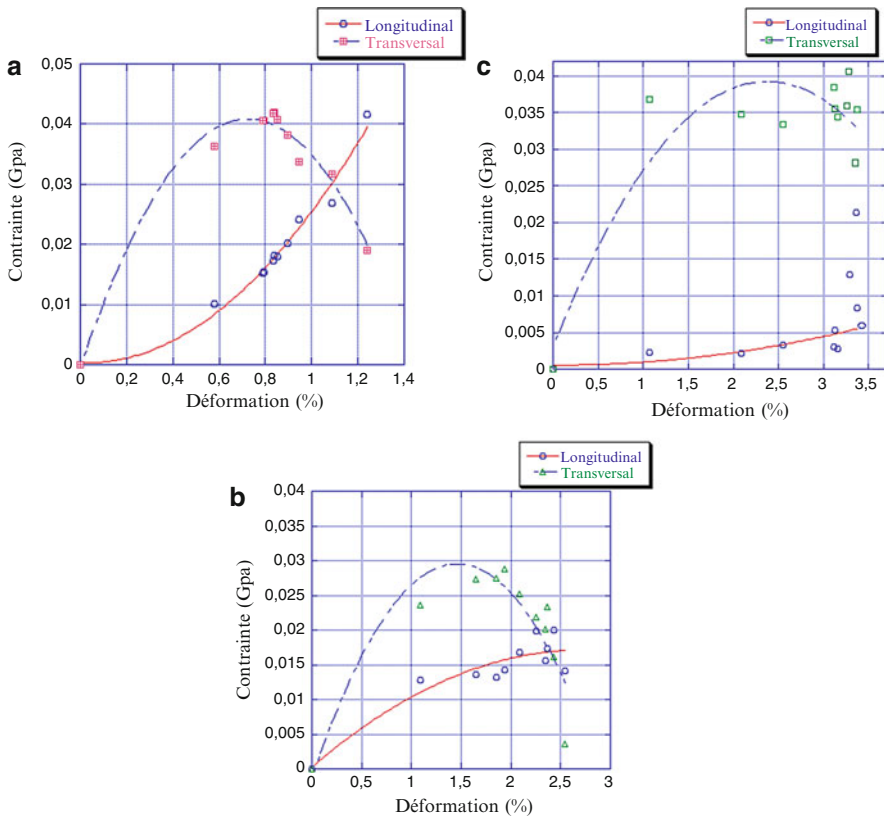 Longitudinal
Transversal
a
0,05
0,04
0,03
0,02
0,01
0
Contrainte (Gpa)
0 0,2 0,4 0,6 0,8 1 1,2 1,4
Déformation (%)
Longitudinal
Transversal
c
0,04
0,035
0,03
0,025
0,02
0,015
0,01
0,005
0
Contrainte (Gpa)
0 0,5 1 1,5 2 2,5 3 3,5
Déformation (%)
Longitudinal
Transversal
b
0,04
0,035
0,03
0,025
0,02
0,015
0,01
0,005
0
Contrainte (Gpa)
0 0,5 1 1,5 2 2,5 3
Déformation (%)